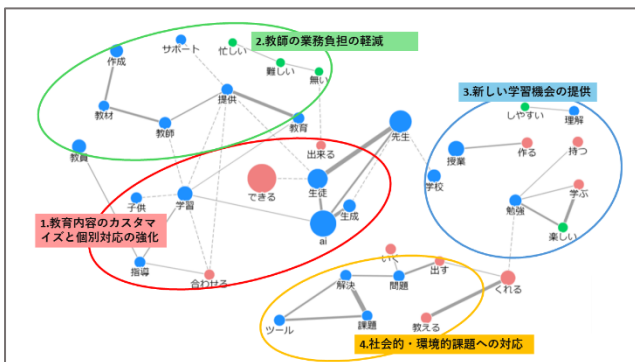 2.教師の業務負担の軽減
サポート
忙しい
作成
難しい
無い
提供
3.新しい学習機会の提供
しやすい
理解
教材
教師
教育
先生
教員
出来る
授業
作る
持つ
できる
生徒
学校
学ぶ
子供
学習
生成
勉強
1.教育内容のカスタマ
イズと個別対応の強化
ai
楽しい
指導
合わせる
いく
出す
解決
問題
くれる
ツール
課題
教える
4.社会的・環境的課題への対応